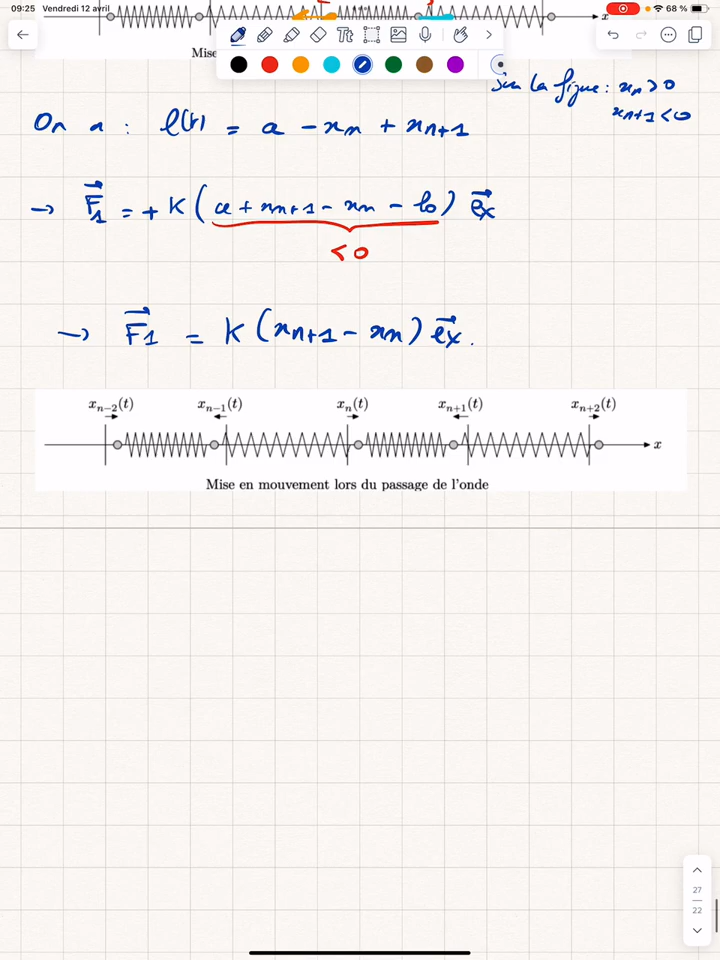 09:25 Vendredi 12 avril
68 %
x
Mise
Tt
sur la figure : xn > 0
xn+1 < 0
On a : l(t) = a - xn + xn+1
→ F1 = + K ( a + xn+1 - xn - l0 ) ex
< 0
→ F1 = K ( xn+1 - xn ) ex.
xn−2(t) xn−1(t) xn(t) xn+1(t) xn+2(t)
x
Mise en mouvement lors du passage de l'onde
27
22